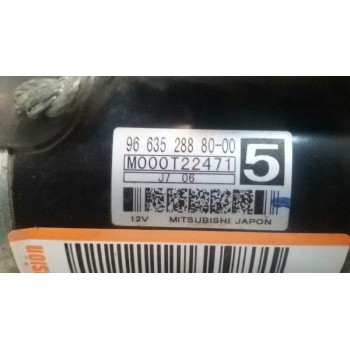 96 635 288 80-00
M000T22471
5
J7 06
12V MITSUBISHI JAPON